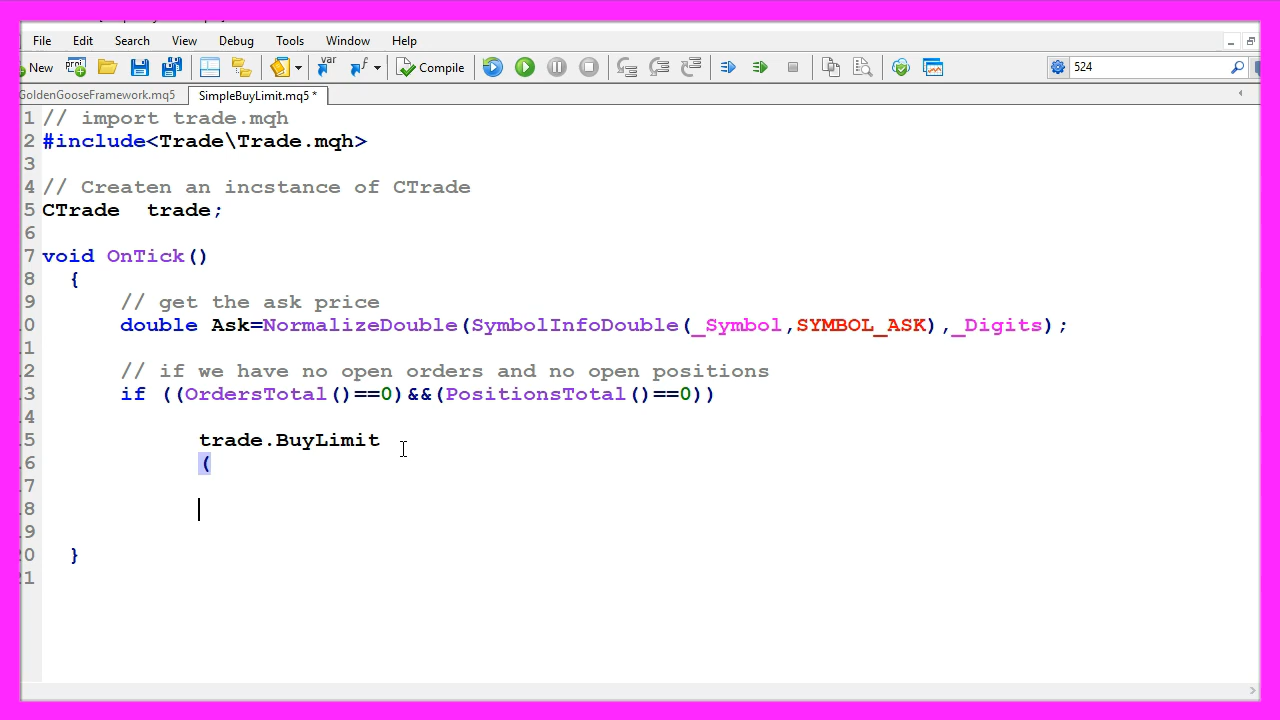 File Edit Search View Debug Tools Window Help
New Compile 524
GoldenGooseFramework.mq5 SimpleBuyLimit.mq5 *
1 // import trade.mqh
2 #include<Trade\Trade.mqh>
3
4 // Createn an incstance of CTrade
5 CTrade  trade;
6
7 void OnTick()
8 {
9 // get the ask price
0 double Ask=NormalizeDouble(SymbolInfoDouble(_Symbol,SYMBOL_ASK),_Digits);
1
2 // if we have no open orders and no open positions
3 if ((OrdersTotal()==0)&&(PositionsTotal()==0))
4
5 trade.BuyLimit
6 (
7
8
9
0 }
1